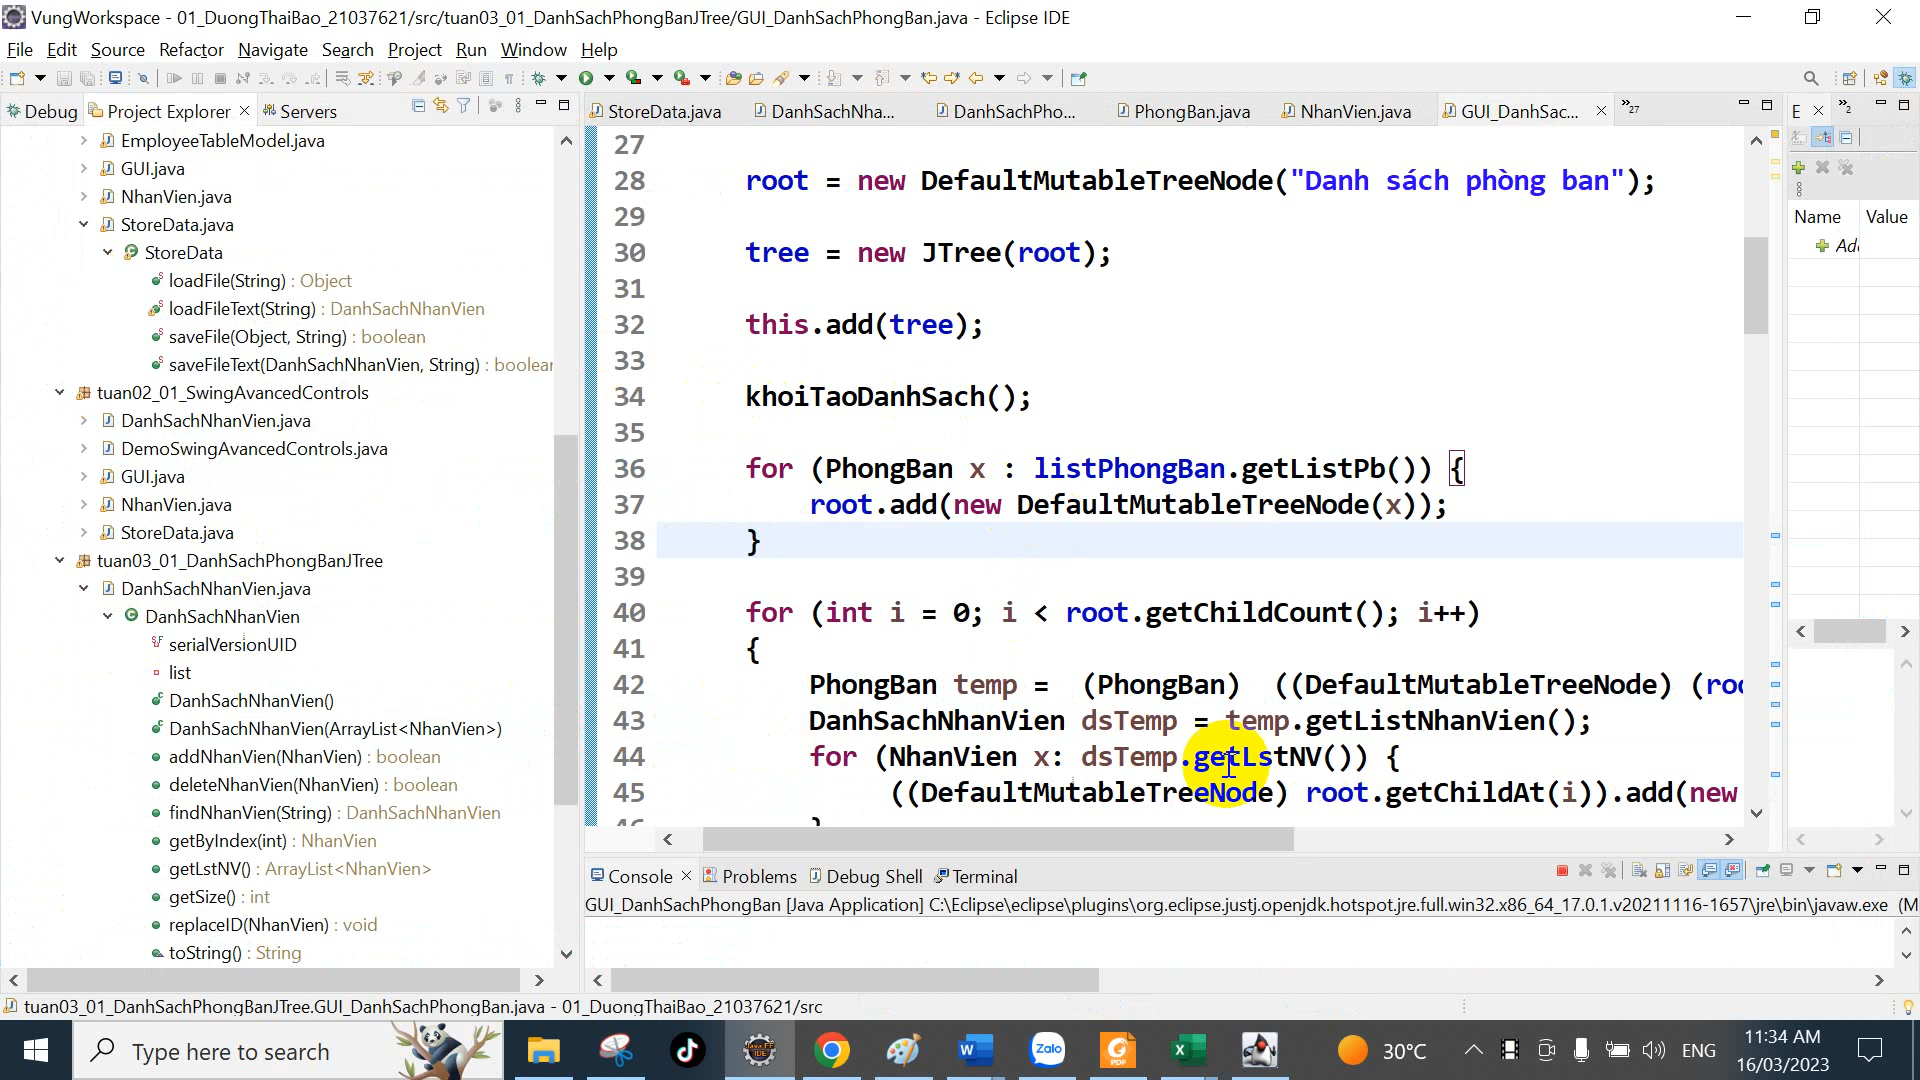 VungWorkspace - 01_DuongThaiBao_21037621/src/tuan03_01_DanhSachPhongBanJTree/GUI_DanhSachPhongBan.java - Eclipse IDE
File Edit Source Refactor Navigate Search Project Run Window Help
Debug Project Explorer Servers
StoreData.java DanhSachNha... DanhSachPho... PhongBan.java NhanVien.java GUI_DanhSac... »27 E »2
EmployeeTableModel.java
GUI.java
NhanVien.java
StoreData.java
StoreData
loadFile(String) : Object
loadFileText(String) : DanhSachNhanVien
saveFile(Object, String) : boolean
saveFileText(DanhSachNhanVien, String) : boolean
tuan02_01_SwingAvancedControls
DanhSachNhanVien.java
DemoSwingAvancedControls.java
GUI.java
NhanVien.java
StoreData.java
tuan03_01_DanhSachPhongBanJTree
DanhSachNhanVien.java
DanhSachNhanVien
serialVersionUID
list
DanhSachNhanVien()
DanhSachNhanVien(ArrayList<NhanVien>)
addNhanVien(NhanVien) : boolean
deleteNhanVien(NhanVien) : boolean
findNhanVien(String) : DanhSachNhanVien
getByIndex(int) : NhanVien
getLstNV() : ArrayList<NhanVien>
getSize() : int
replaceID(NhanVien) : void
toString() : String
27
28 root = new DefaultMutableTreeNode("Danh sách phòng ban");
29
30 tree = new JTree(root);
31
32 this.add(tree);
33
34 khoiTaoDanhSach();
35
36 for (PhongBan x : listPhongBan.getListPb()) {
37 root.add(new DefaultMutableTreeNode(x));
38 }
39
40 for (int i = 0; i < root.getChildCount(); i++)
41 {
42 PhongBan temp = (PhongBan) ((DefaultMutableTreeNode) (roo
43 DanhSachNhanVien dsTemp = temp.getListNhanVien();
44 for (NhanVien x: dsTemp.getLstNV()) {
45 ((DefaultMutableTreeNode) root.getChildAt(i)).add(new
Name Value
Console Problems Debug Shell Terminal
GUI_DanhSachPhongBan [Java Application] C:\Eclipse\eclipse\plugins\org.eclipse.justj.openjdk.hotspot.jre.full.win32.x86_64_17.0.1.v20211116-1657\jre\bin\javaw.exe (M
tuan03_01_DanhSachPhongBanJTree.GUI_DanhSachPhongBan.java - 01_DuongThaiBao_21037621/src
Type here to search
Zalo
30°C
ENG
11:34 AM
16/03/2023